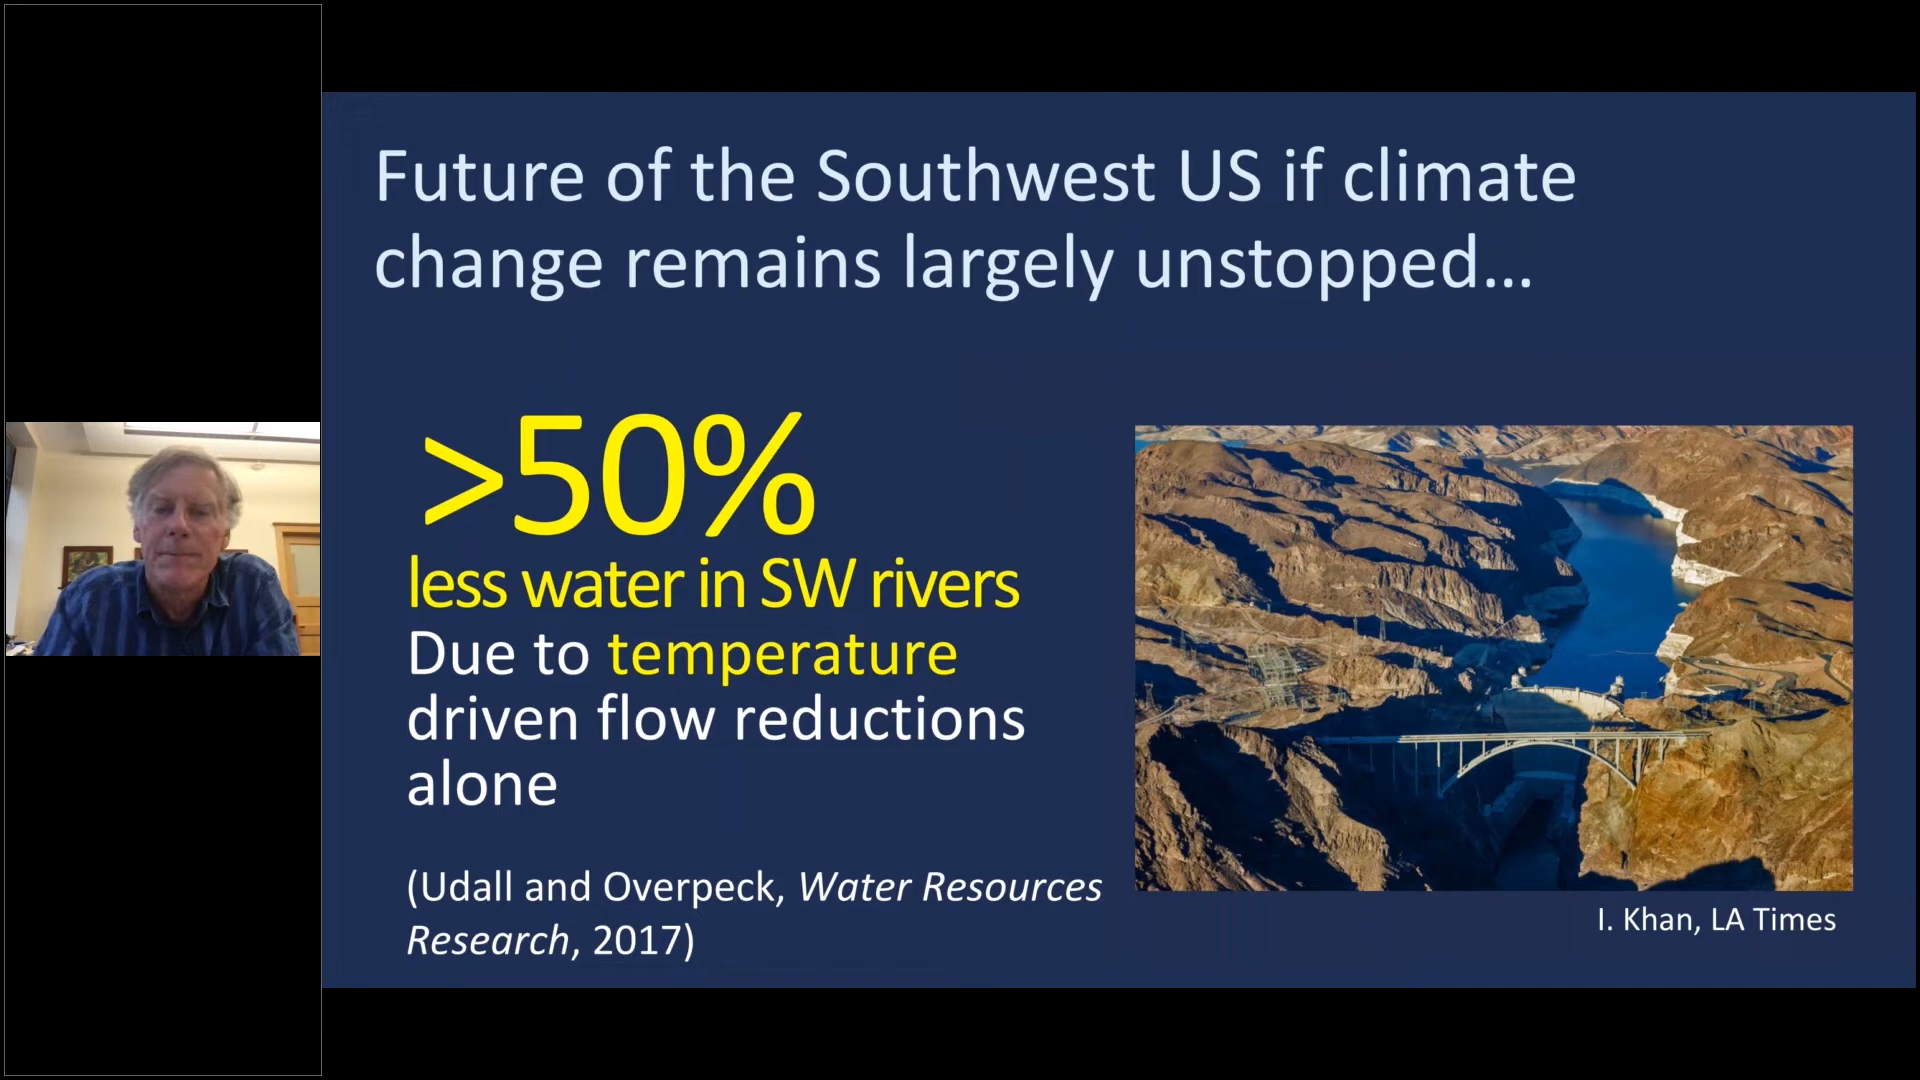 Future of the Southwest US if climate
change remains largely unstopped...
>50%
less water in SW rivers
Due to temperature
driven flow reductions
alone
(Udall and Overpeck, Water Resources
Research, 2017)
I. Khan, LA Times